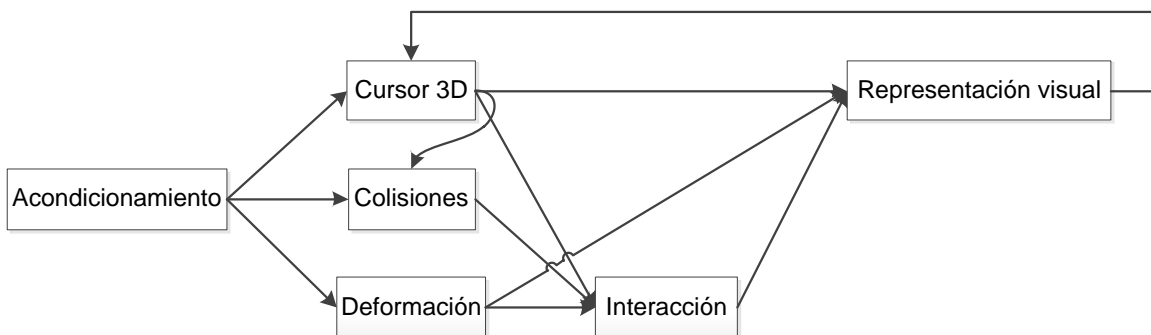 Cursor 3D
Representación visual
Acondicionamiento
Colisiones
Deformación
Interacción